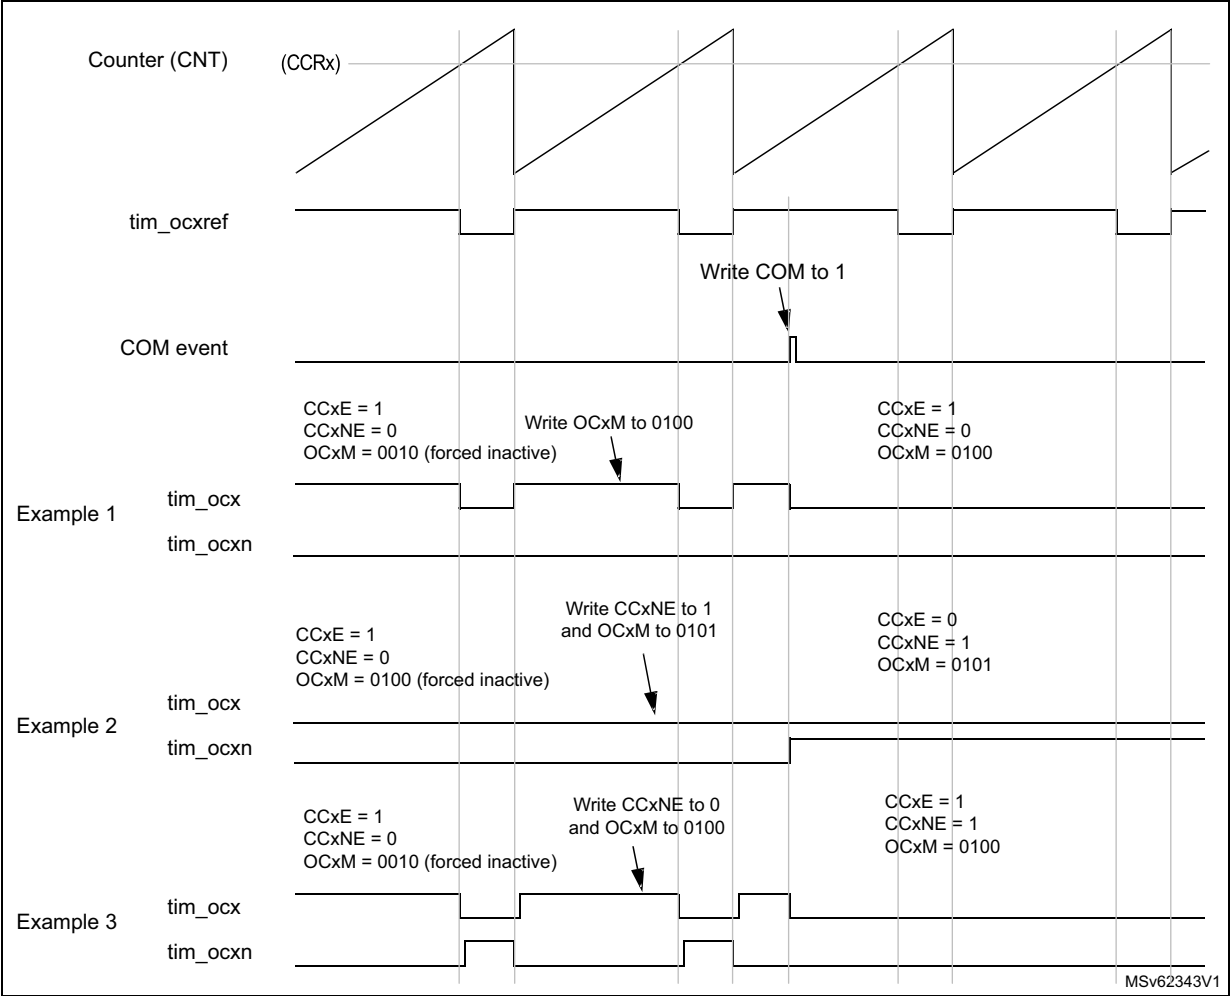 Counter (CNT)
(CCRx)
tim_ocxref
Write COM to 1
COM event
CCxE = 1
CCxNE = 0
OCxM = 0010 (forced inactive)
Write OCxM to 0100
CCxE = 1
CCxNE = 0
OCxM = 0100
Example 1
tim_ocx
tim_ocxn
Write CCxNE to 1
and OCxM to 0101
CCxE = 1
CCxNE = 0
OCxM = 0100 (forced inactive)
CCxE = 0
CCxNE = 1
OCxM = 0101
Example 2
tim_ocx
tim_ocxn
CCxE = 1
CCxNE = 0
OCxM = 0010 (forced inactive)
Write CCxNE to 0
and OCxM to 0100
CCxE = 1
CCxNE = 1
OCxM = 0100
Example 3
tim_ocx
tim_ocxn
MSv62343V1